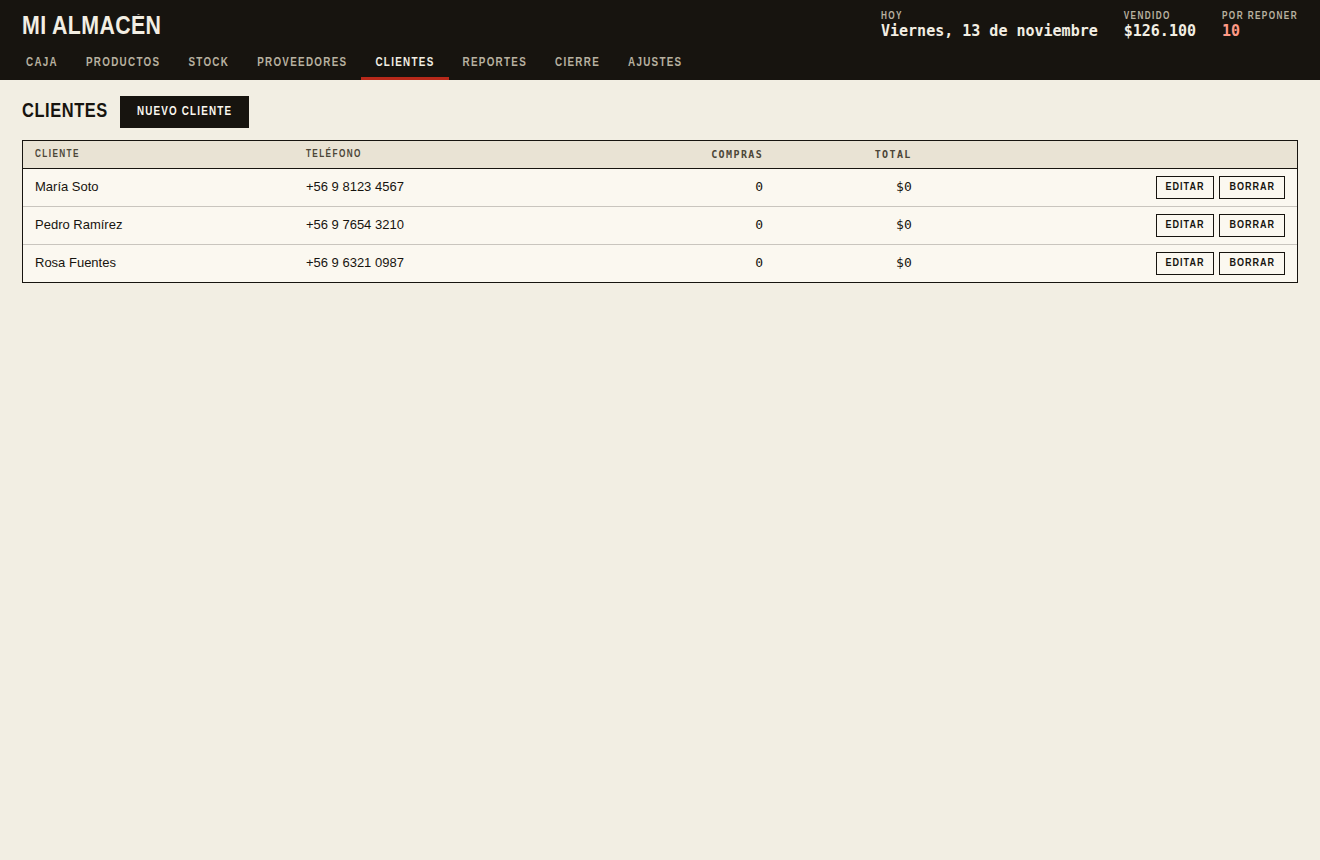 MI ALMACÉN
HOY
Viernes, 13 de noviembre
VENDIDO
$126.100
POR REPONER
10
CAJA PRODUCTOS STOCK PROVEEDORES CLIENTES REPORTES CIERRE AJUSTES
CLIENTES NUEVO CLIENTE
CLIENTE TELÉFONO COMPRAS TOTAL
María Soto +56 9 8123 4567 0 $0 EDITAR BORRAR
Pedro Ramírez +56 9 7654 3210 0 $0 EDITAR BORRAR
Rosa Fuentes +56 9 6321 0987 0 $0 EDITAR BORRAR